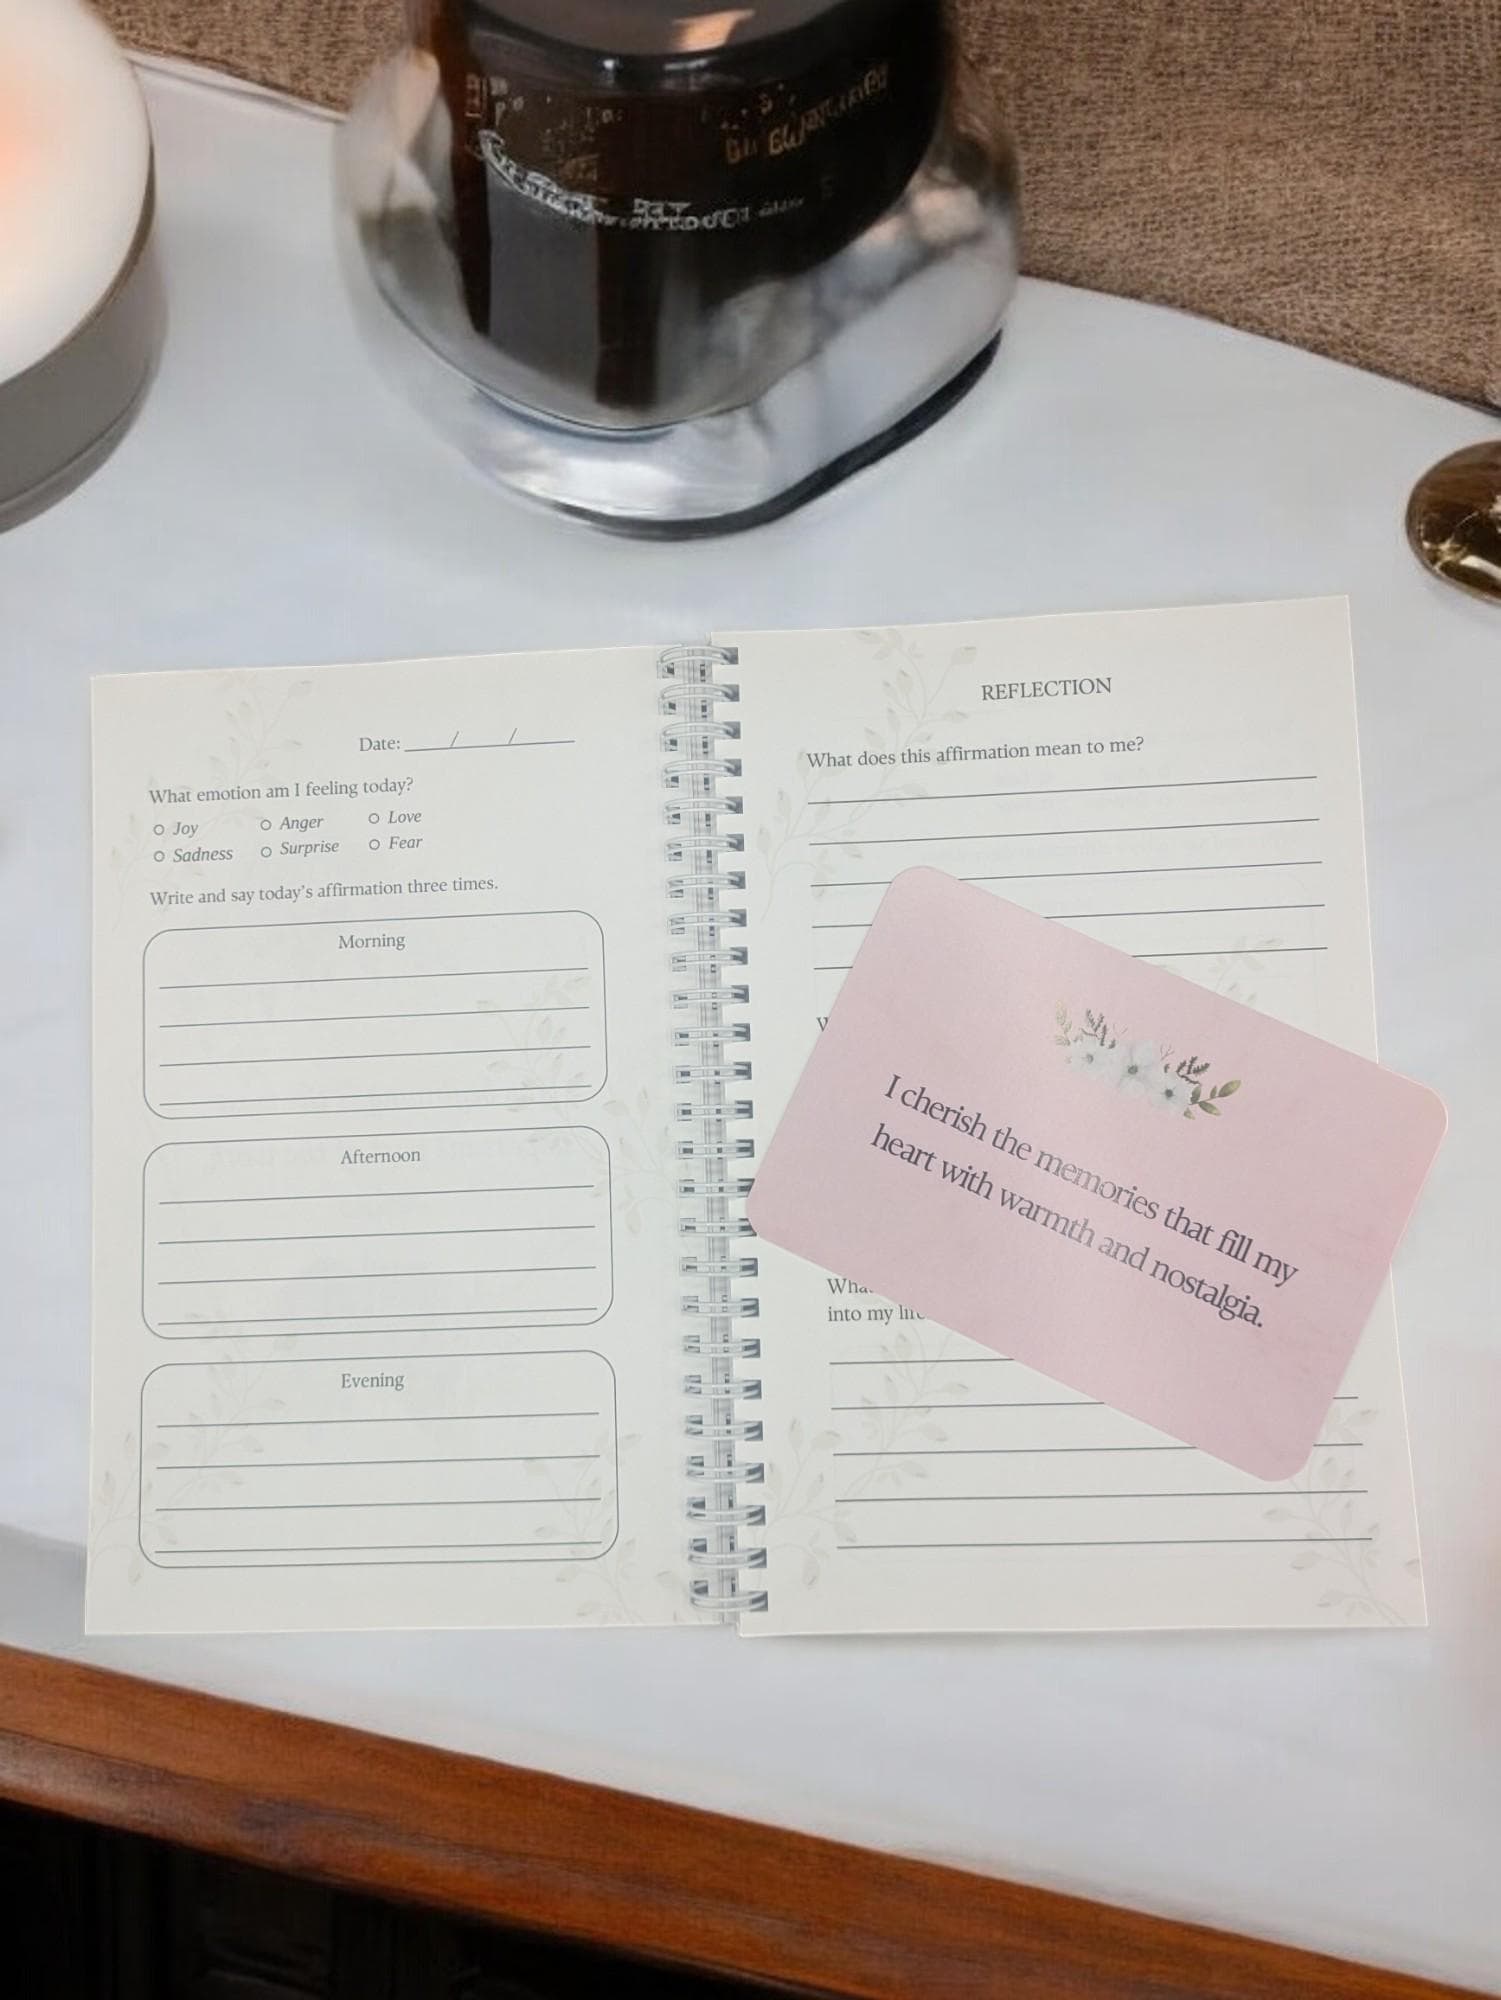 Date: / /
What emotion am I feeling today?
Joy Anger Love
Sadness Surprise Fear
Write and say today's affirmation three times.
Morning
Afternoon
Evening
REFLECTION
What does this affirmation mean to me?
into my
I cherish the memories that fill my
heart with warmth and nostalgia.